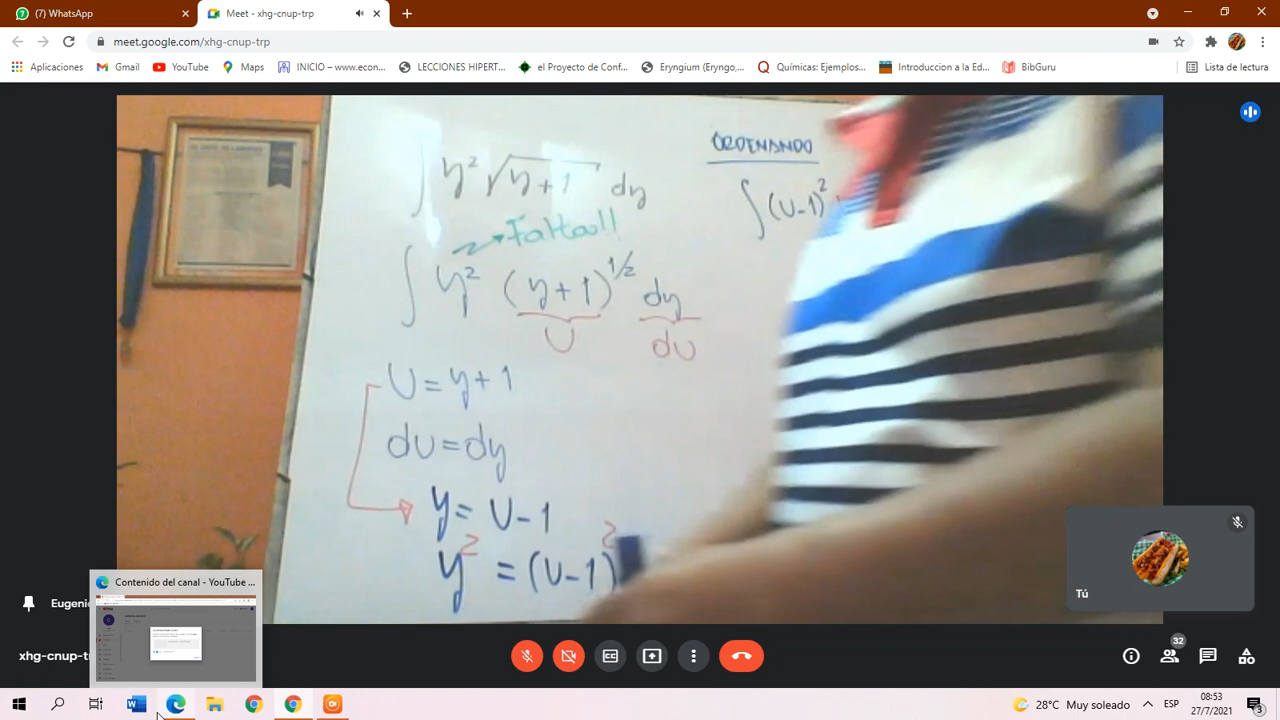 (7) WhatsApp
Meet - xhg-cnup-trp
meet.google.com/xhg-cnup-trp
Aplicaciones
Gmail
YouTube
Maps
INICIO – www.econ...
LECCIONES HIPERT...
el Proyecto de Conf...
Eryngium (Eryngo,...
Químicas: Ejemplos...
Introduccion a la Ed...
BibGuru
Lista de lectura
∫ y² √y+1 dy
Falta!!
∫ y² (y+1)^1/2 dy
U du
U = y+1
du = dy
y = U-1
y² = (U-1)²
ORDENANDO
∫ (U-1)²
Tú
Contenido del canal - YouTube ...
Eugenio
xhg-cnup-tr
32
28°C Muy soleado
ESP
08:53
27/7/2021
3